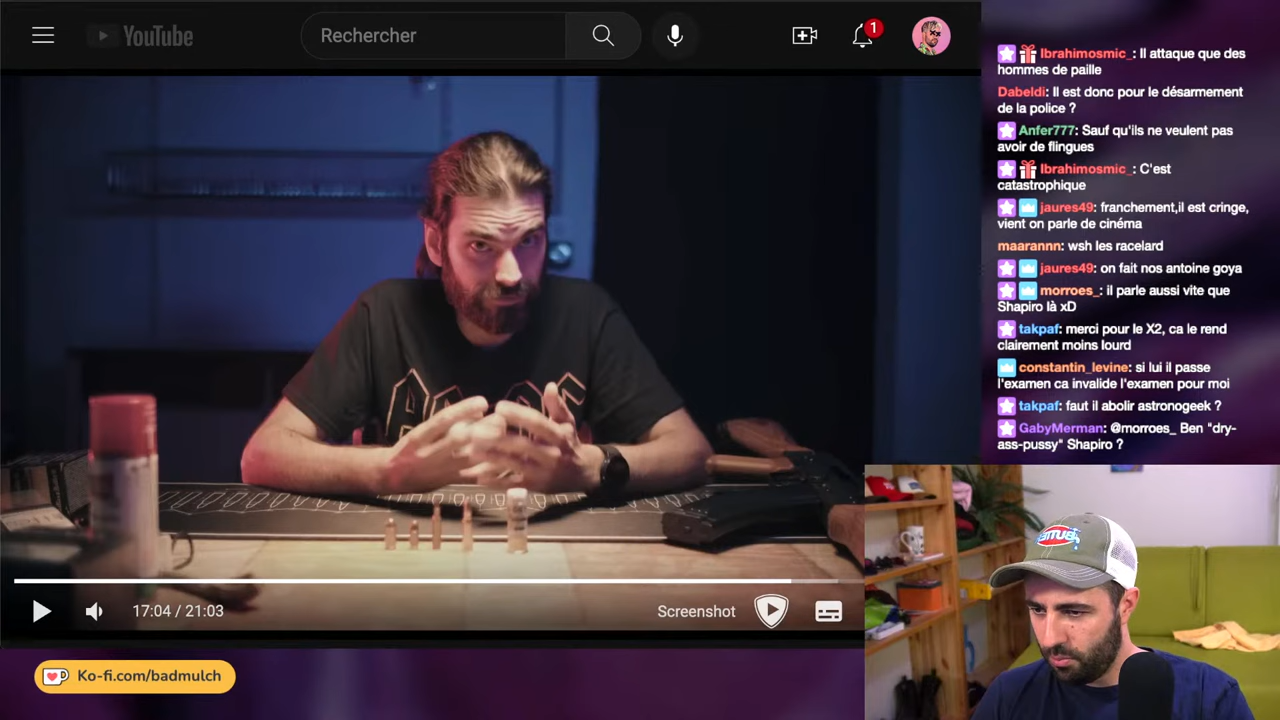 YouTube
Rechercher
1
Ibrahimosmic_: Il attaque que des
hommes de paille
Dabeldi: Il est donc pour le désarmement
de la police ?
Anfer777: Sauf qu'ils ne veulent pas
avoir de flingues
Ibrahimosmic_: C'est
catastrophique
jaures49: franchement,il est cringe,
vient on parle de cinéma
maarannn: wsh les racelard
jaures49: on fait nos antoine goya
morroes_: il parle aussi vite que
Shapiro là xD
takpaf: merci pour le X2, ca le rend
clairement moins lourd
constantin_levine: si lui il passe
l'examen ca invalide l'examen pour moi
takpaf: faut il abolir astronogeek ?
GabyMerman: @morroes_ Ben "dry-
ass-pussy" Shapiro ?
17:04 / 21:03
Screenshot
Ko-fi.com/badmulch